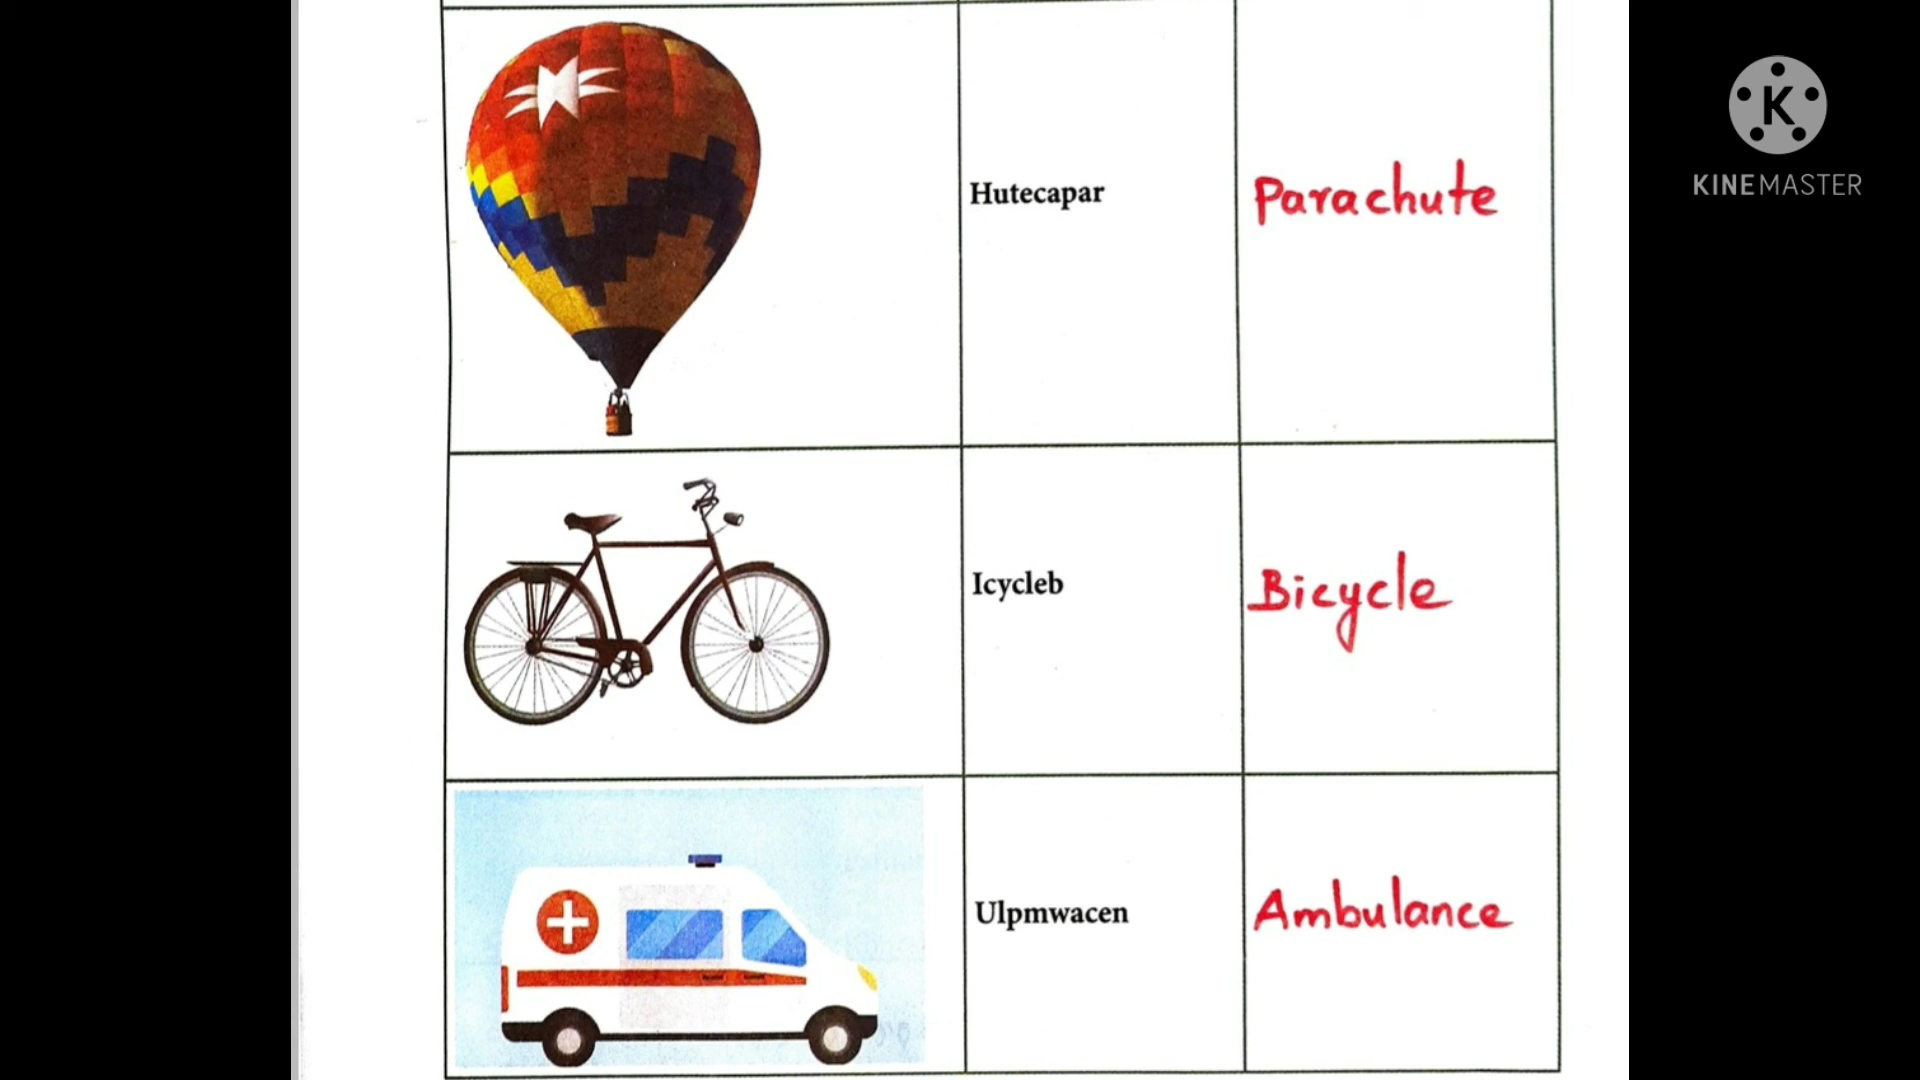 Hutecapar
Parachute
KINEMASTER
Icycleb
Bicycle
Ulpmwacen
Ambulance